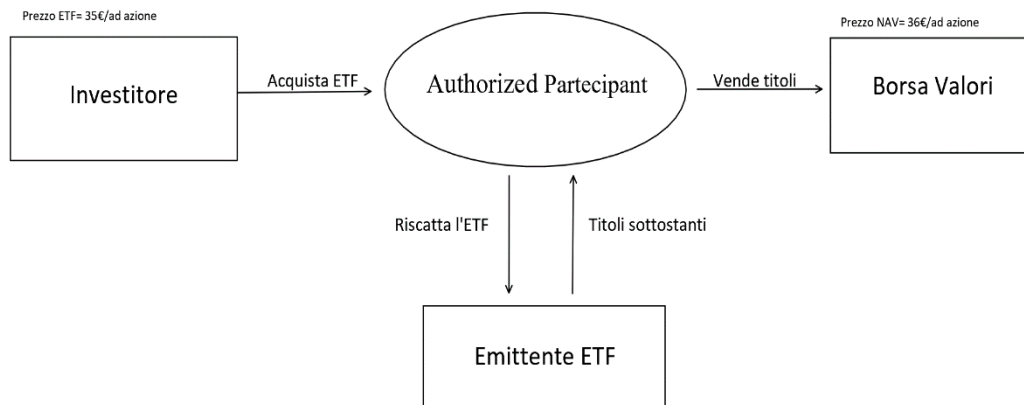 Prezzo ETF= 35€/ad azione
Prezzo NAV= 36€/ad azione
Investitore
Acquista ETF
Authorized Partecipant
Vende titoli
Borsa Valori
Riscatta l'ETF
Titoli sottostanti
Emittente ETF